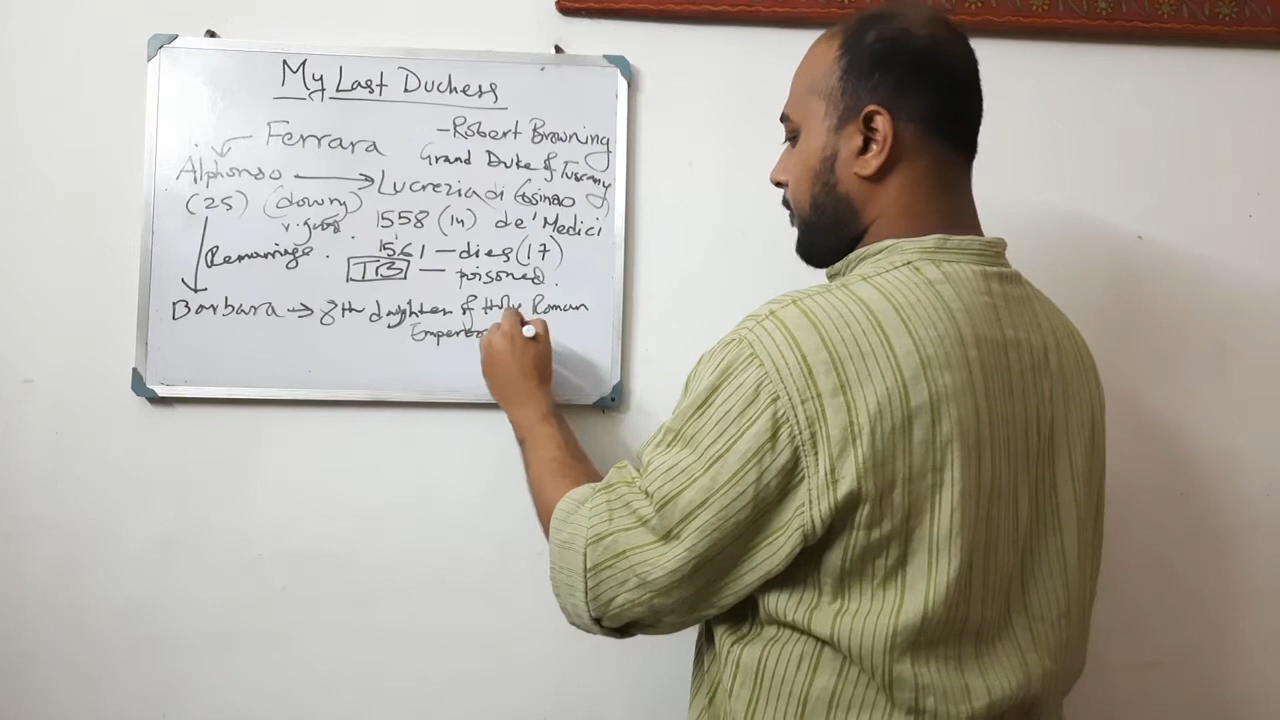 My Last Duchess
Ferrara
- Robert Browning
Grand Duke of Tuscany
Alphonso → Lucrezia di Cosimo
(25) (dowry) 1558 (14) de' Medici
v. good
1561 - dies (17)
Remarriage.
TB - poisoned.
Barbara → 8th daughter of Holy Roman
Emperor